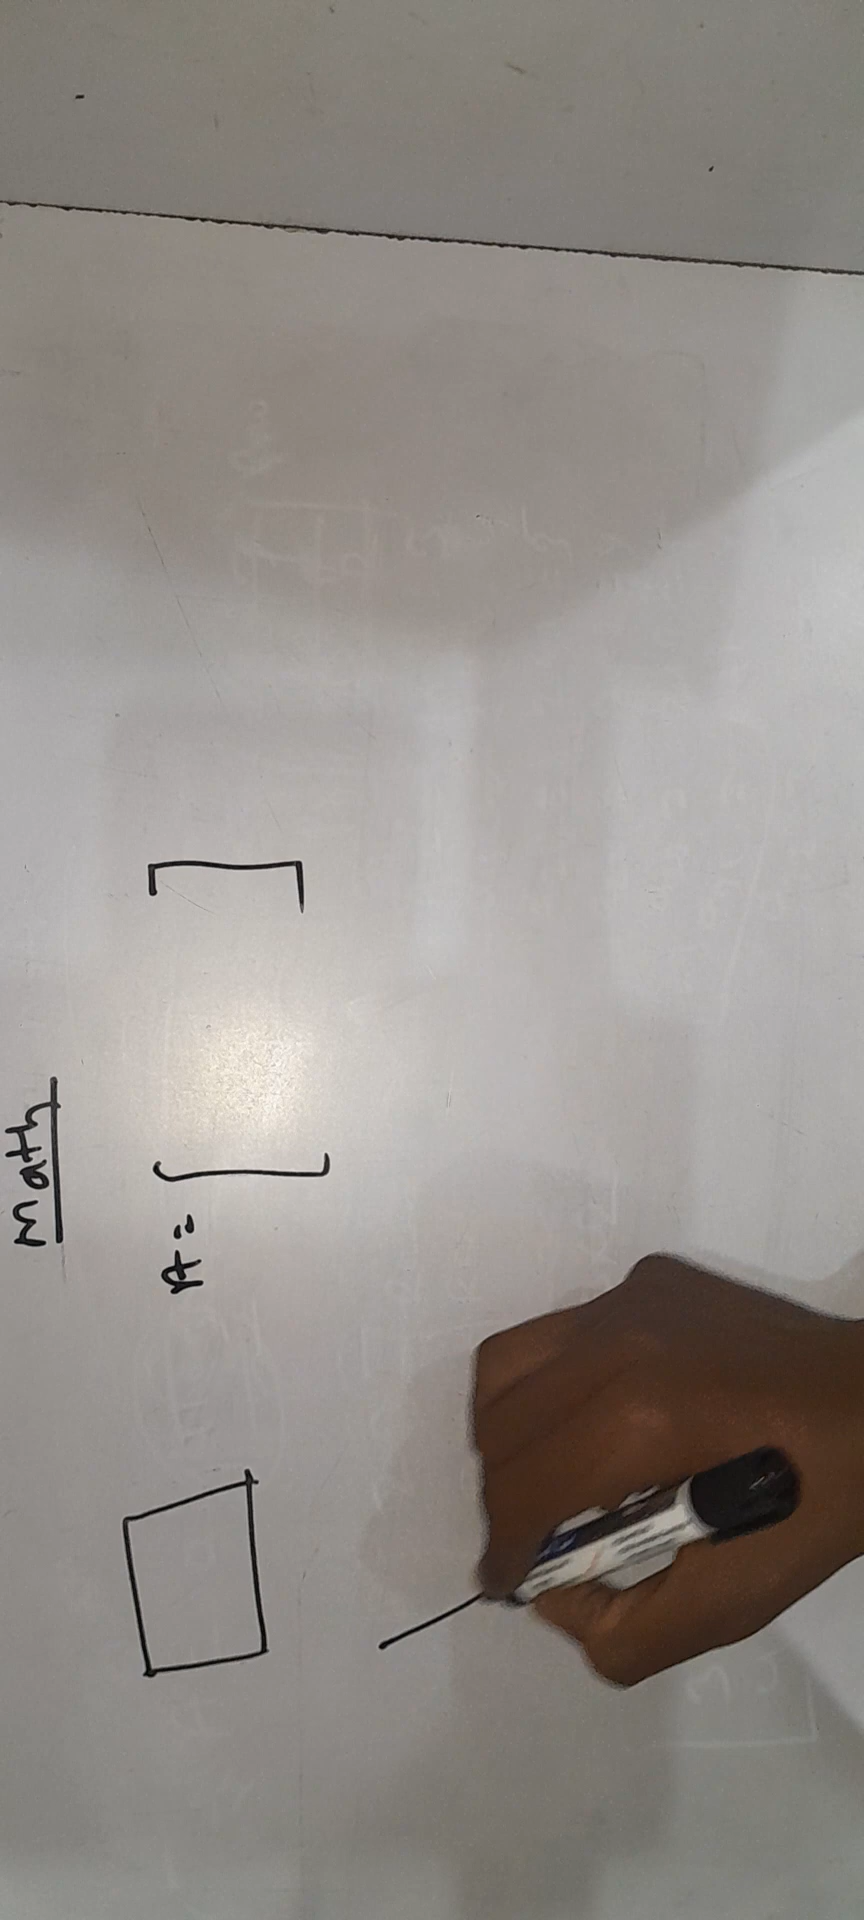 Math
A = [ ]